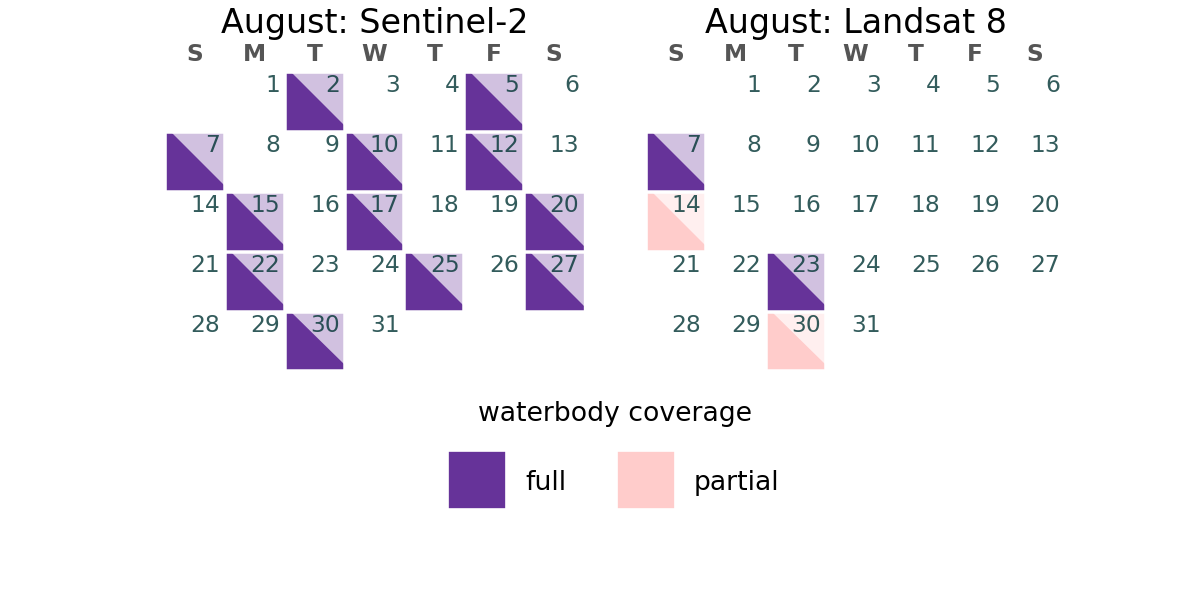 August: Sentinel-2
S M T W T F S
1 2 3 4 5 6
7 8 9 10 11 12 13
14 15 16 17 18 19 20
21 22 23 24 25 26 27
28 29 30 31
August: Landsat 8
S M T W T F S
1 2 3 4 5 6
7 8 9 10 11 12 13
14 15 16 17 18 19 20
21 22 23 24 25 26 27
28 29 30 31
waterbody coverage
full partial